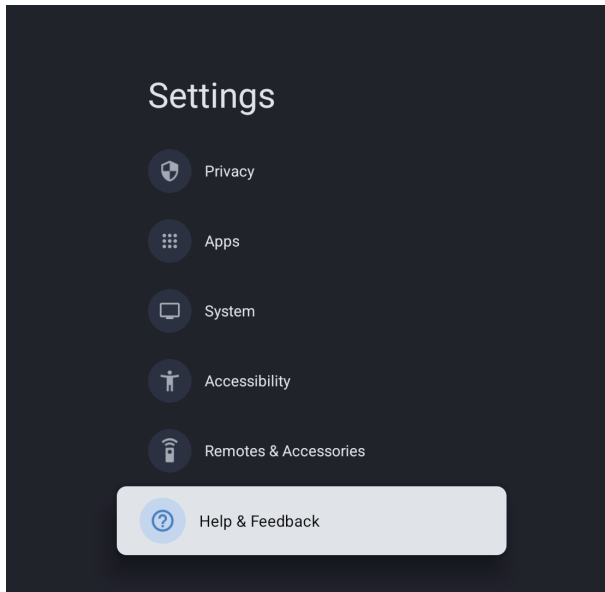 Settings
Privacy
Apps
System
Accessibility
Remotes & Accessories
Help & Feedback